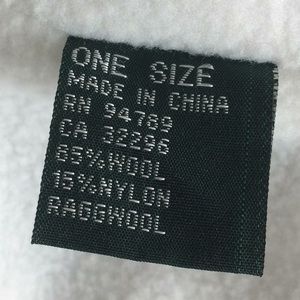 ONE SIZE
MADE IN CHINA
RN 94789
CA 32296
85%WOOL
15%NYLON
RAGGWOOL